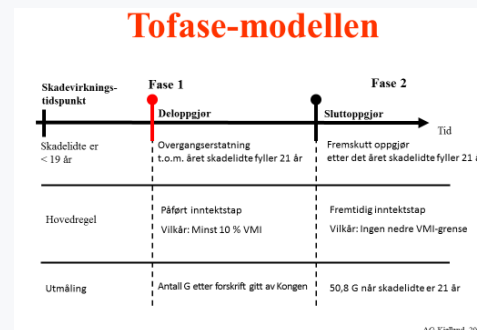 Tofase-modellen
Skadevirknings-
tidspunkt
Fase 1
Fase 2
Deloppgjør
Sluttoppgjør
Tid
Skadelidte er
< 19 år
Overgangserstatning
t.o.m. året skadelidte fyller 21 år
Fremskutt oppgjør
etter det året skadelidte fyller 21
Hovedregel
Påført inntektstap
Vilkår: Minst 10 % VMI
Fremtidig inntektstap
Vilkår: Ingen nedre VMI-grense
Utmåling
Antall G etter forskrift gitt av Kongen
50,8 G når skadelidte er 21 år